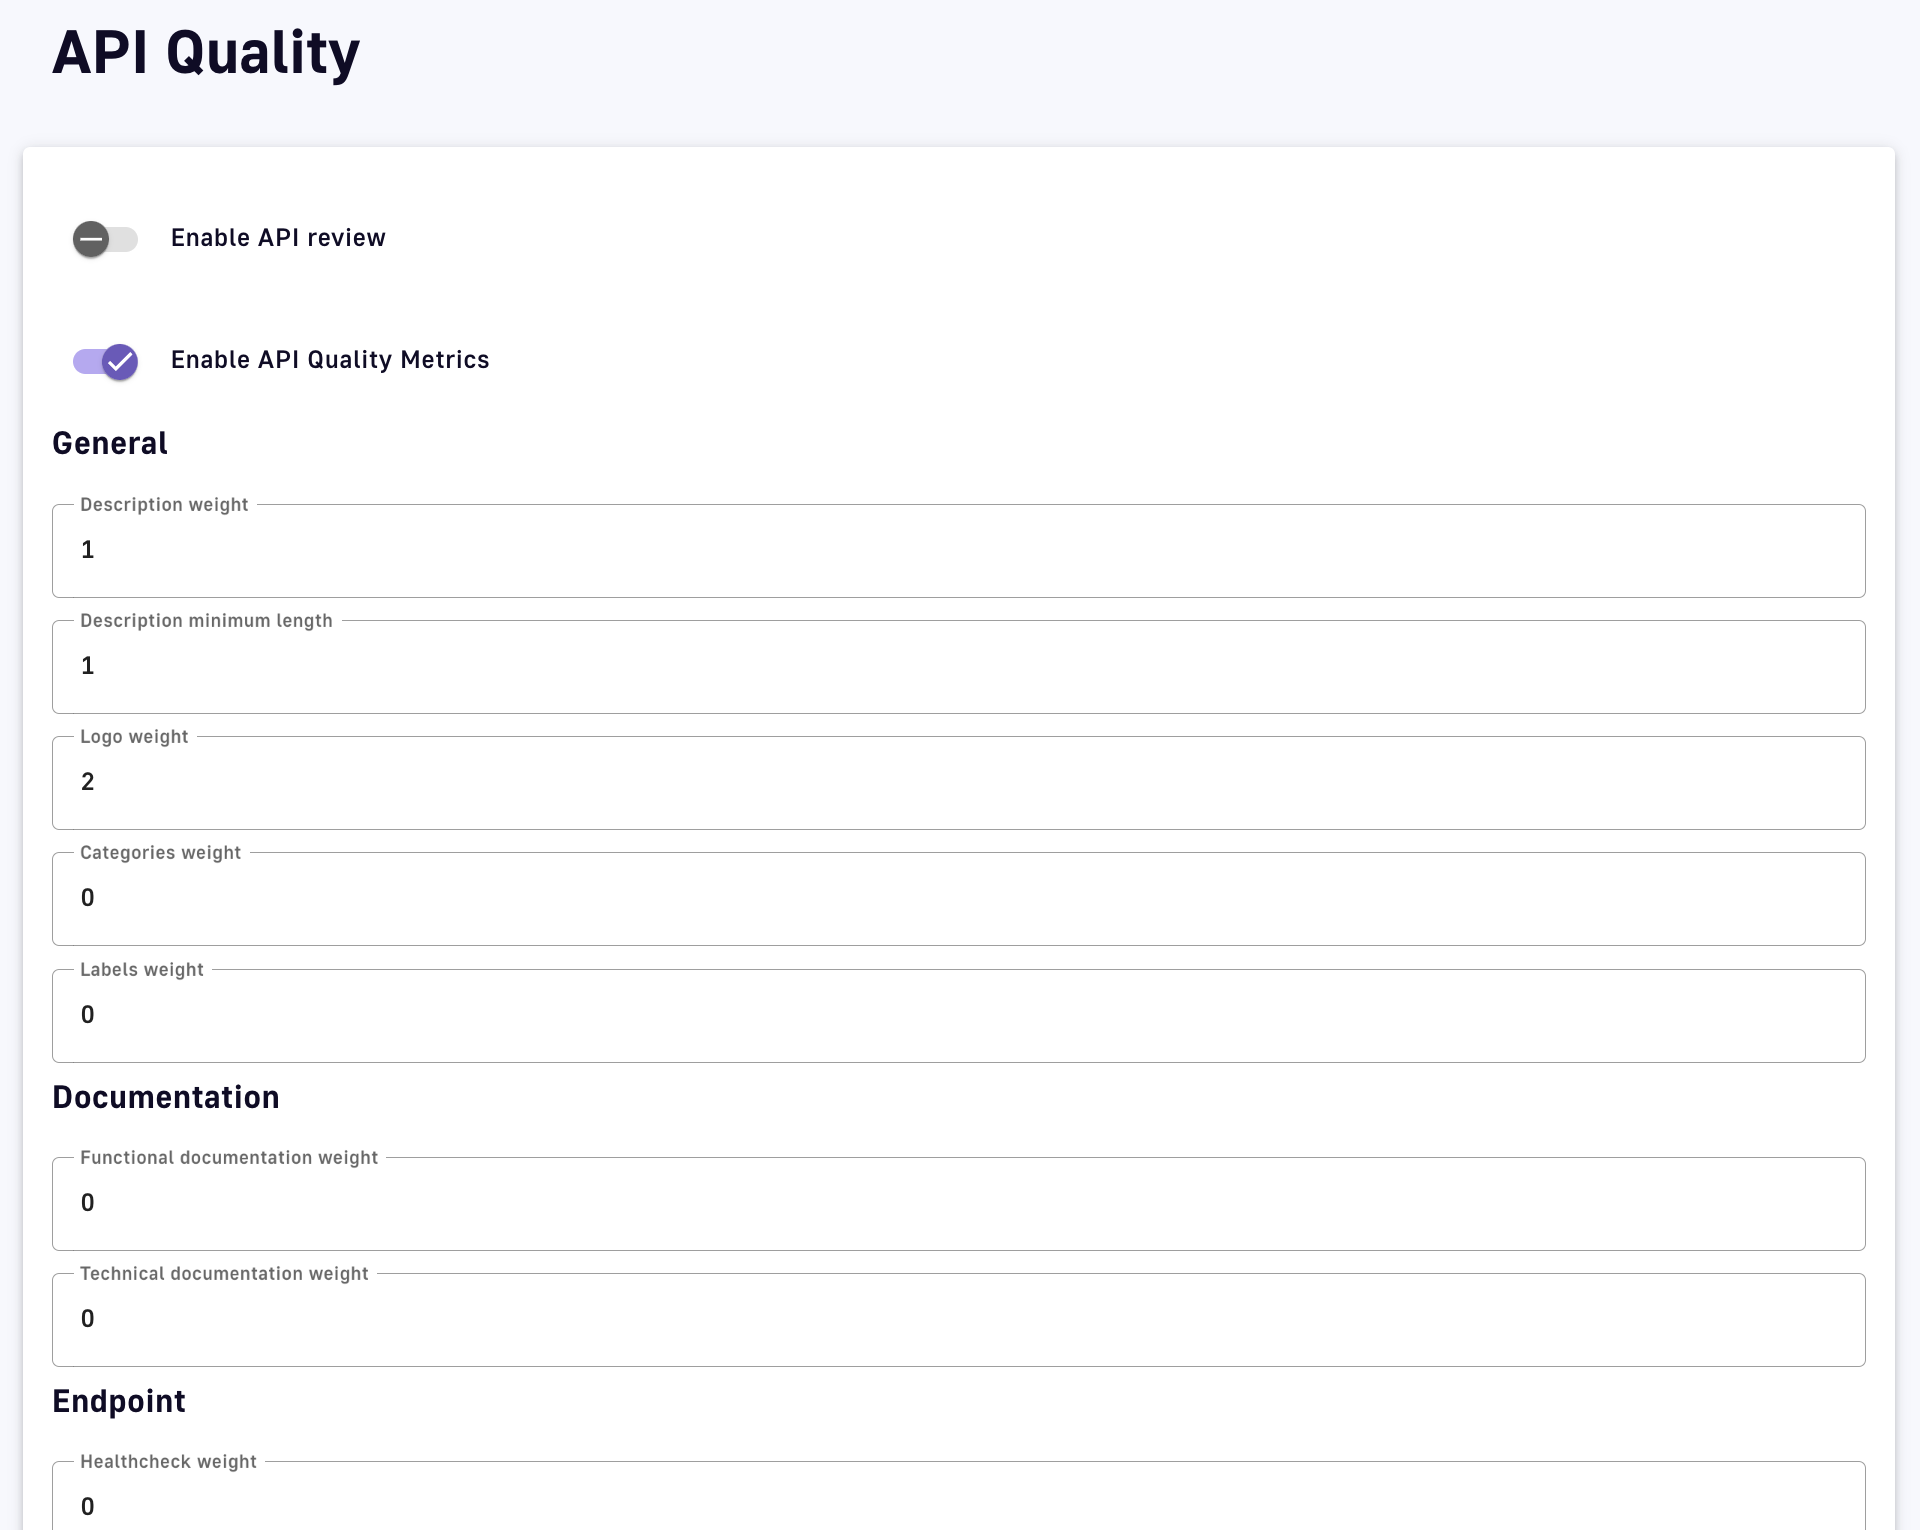 API Quality
Enable API review
Enable API Quality Metrics
General
Description weight
1
Description minimum length
1
Logo weight
2
Categories weight
0
Labels weight
0
Documentation
Functional documentation weight
0
Technical documentation weight
0
Endpoint
Healthcheck weight
0